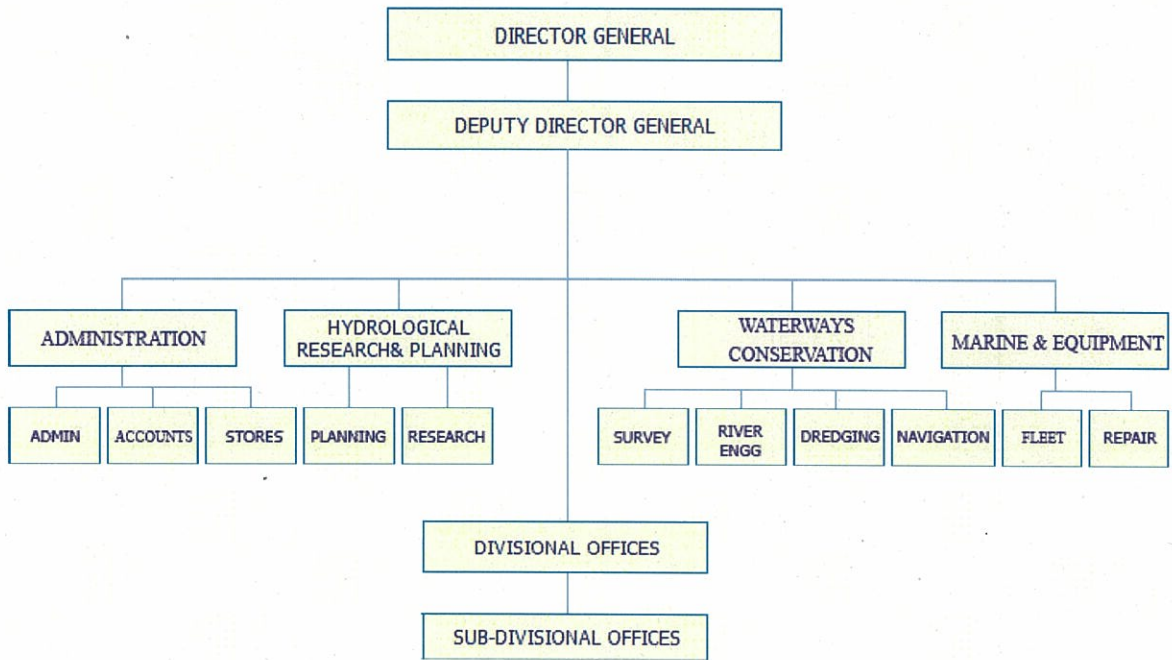 DIRECTOR GENERAL
DEPUTY DIRECTOR GENERAL
ADMINISTRATION
HYDROLOGICAL
RESEARCH& PLANNING
WATERWAYS
CONSERVATION
MARINE & EQUIPMENT
ADMIN
ACCOUNTS
STORES
PLANNING
RESEARCH
SURVEY
RIVER
ENGG
DREDGING
NAVIGATION
FLEET
REPAIR
DIVISIONAL OFFICES
SUB-DIVISIONAL OFFICES